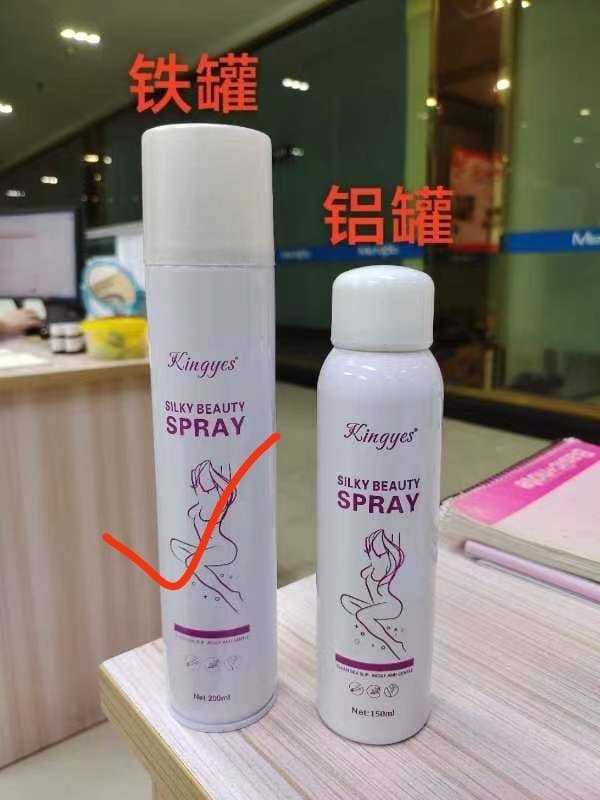 铁罐
铝罐
Kingyes®
SILKY BEAUTY
SPRAY
Net:200ml
Kingyes®
SILKY BEAUTY
SPRAY
Net:150ml